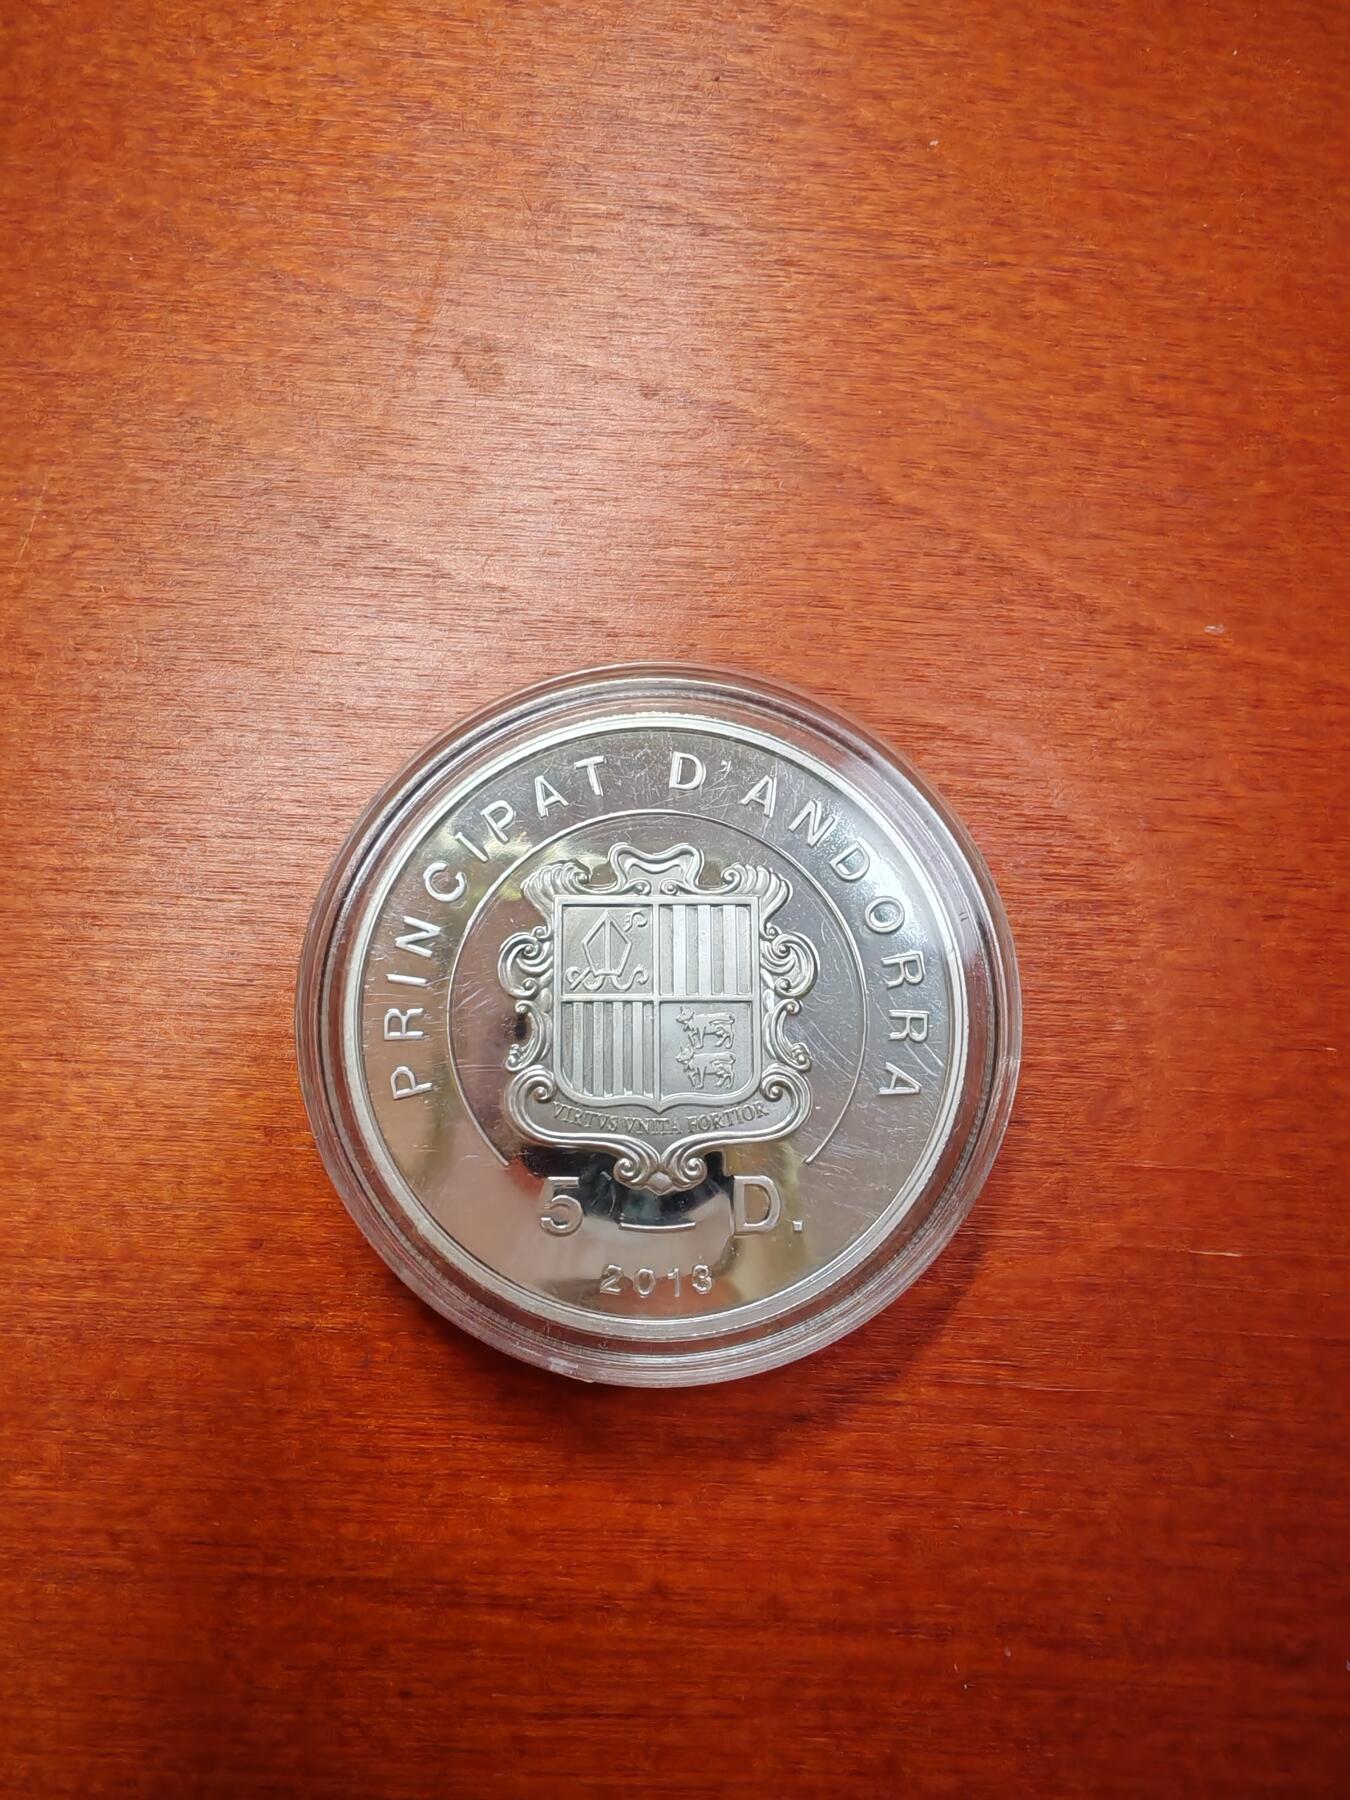 PRINCIPAT D'ANDORRA
VIRTVS VNITA FORTIOR
5 D.
2013